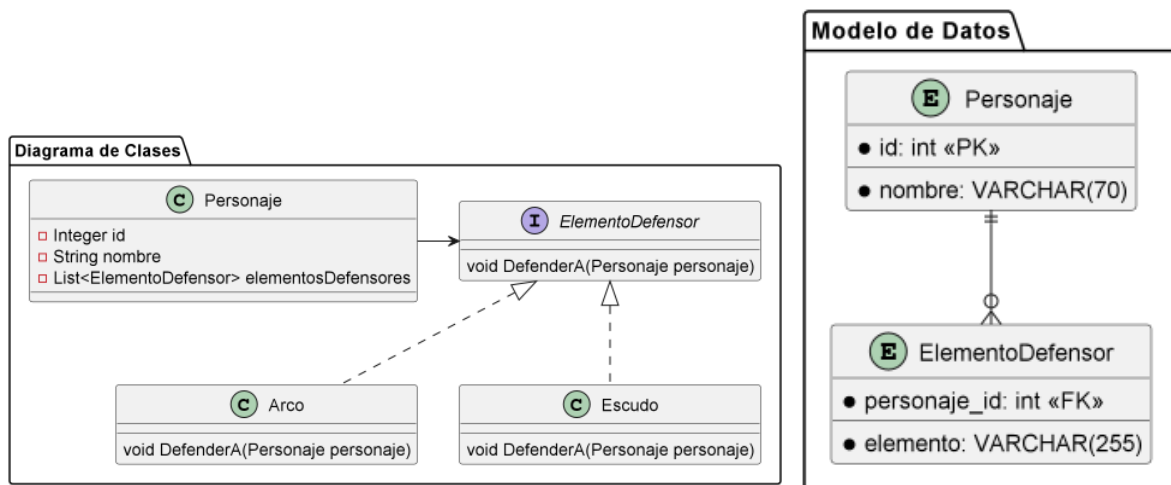 Diagrama de Clases
C Personaje
Integer id
String nombre
List<ElementoDefensor> elementosDefensores
I ElementoDefensor
void DefenderA(Personaje personaje)
C Arco
void DefenderA(Personaje personaje)
C Escudo
void DefenderA(Personaje personaje)
Modelo de Datos
E Personaje
id: int «PK»
nombre: VARCHAR(70)
E ElementoDefensor
personaje_id: int «FK»
elemento: VARCHAR(255)